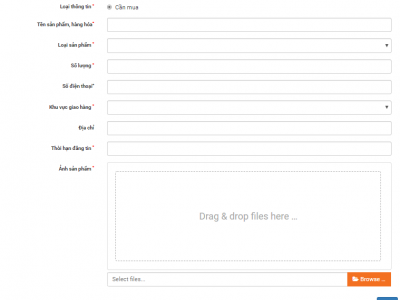 Loại thông tin *
Cần mua
Tên sản phẩm, hàng hóa*
Loại sản phẩm *
Số lượng *
Số điện thoại*
Khu vực giao hàng *
Địa chỉ
Thời hạn đăng tin *
Ảnh sản phẩm *
Drag & drop files here …
Select files...
Browse ...